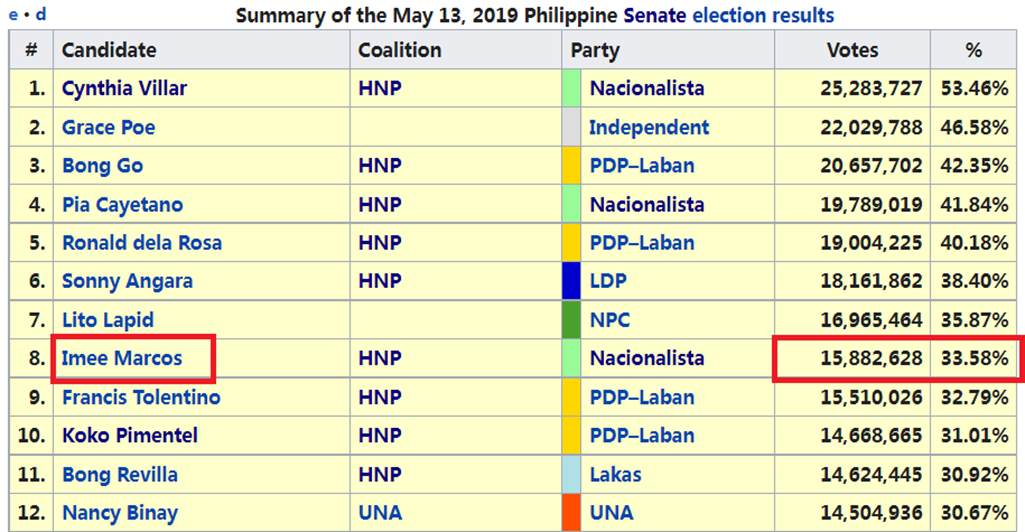 e • d Summary of the May 13, 2019 Philippine Senate election results
# Candidate Coalition Party Votes %
1. Cynthia Villar HNP Nacionalista 25,283,727 53.46%
2. Grace Poe Independent 22,029,788 46.58%
3. Bong Go HNP PDP–Laban 20,657,702 42.35%
4. Pia Cayetano HNP Nacionalista 19,789,019 41.84%
5. Ronald dela Rosa HNP PDP–Laban 19,004,225 40.18%
6. Sonny Angara HNP LDP 18,161,862 38.40%
7. Lito Lapid NPC 16,965,464 35.87%
8. Imee Marcos HNP Nacionalista 15,882,628 33.58%
9. Francis Tolentino HNP PDP–Laban 15,510,026 32.79%
10. Koko Pimentel HNP PDP–Laban 14,668,665 31.01%
11. Bong Revilla HNP Lakas 14,624,445 30.92%
12. Nancy Binay UNA UNA 14,504,936 30.67%